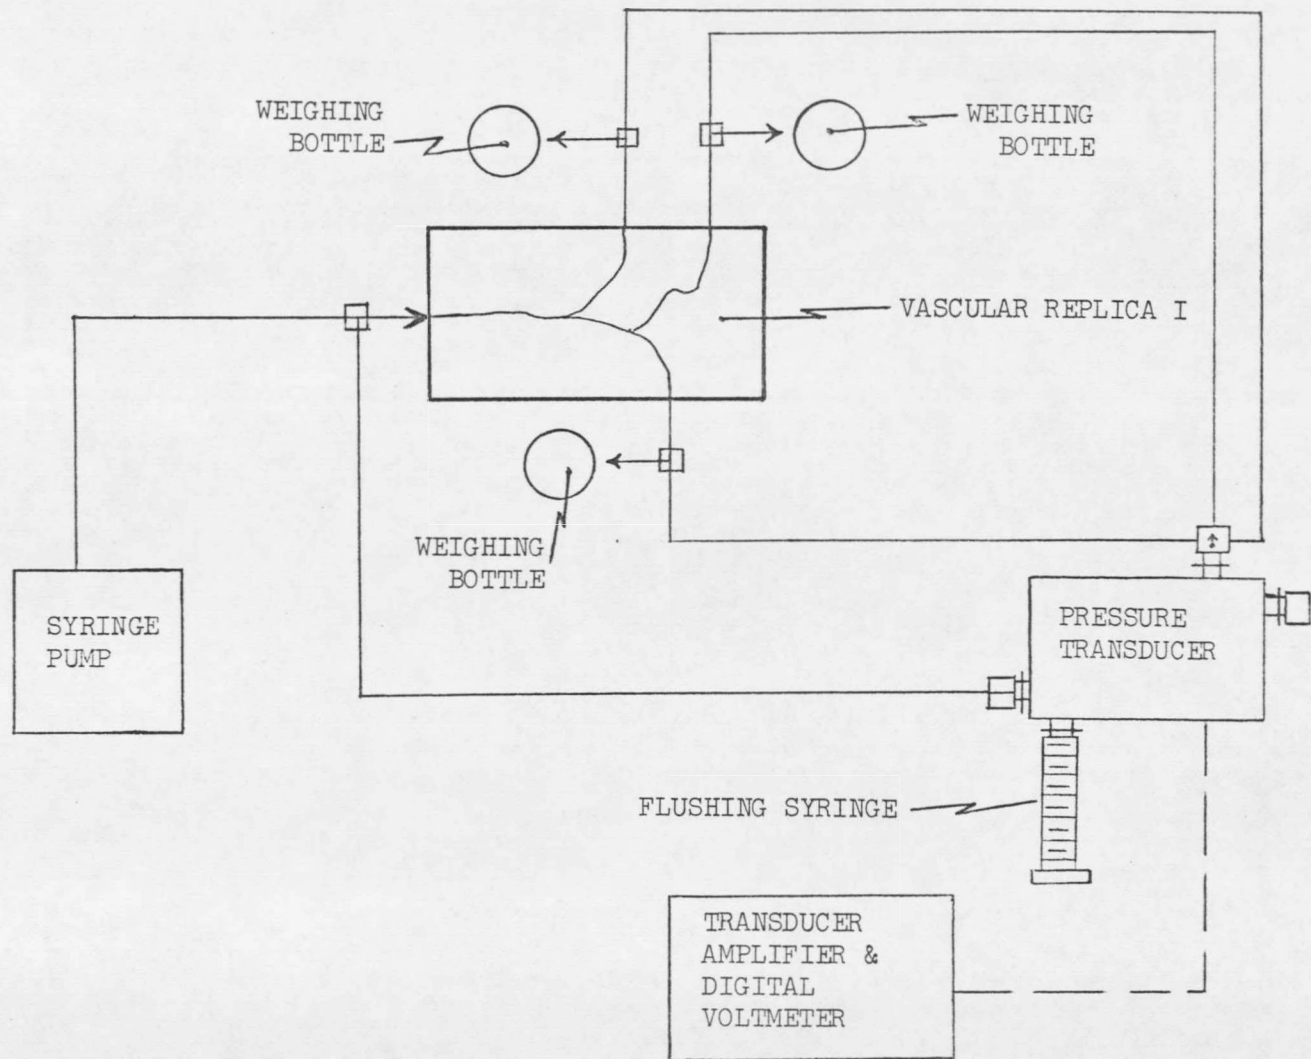 WEIGHING
BOTTLE
WEIGHING
BOTTLE
VASCULAR REPLICA I
WEIGHING
BOTTLE
SYRINGE
PUMP
PRESSURE
TRANSDUCER
FLUSHING SYRINGE
TRANSDUCER
AMPLIFIER &
DIGITAL
VOLTMETER